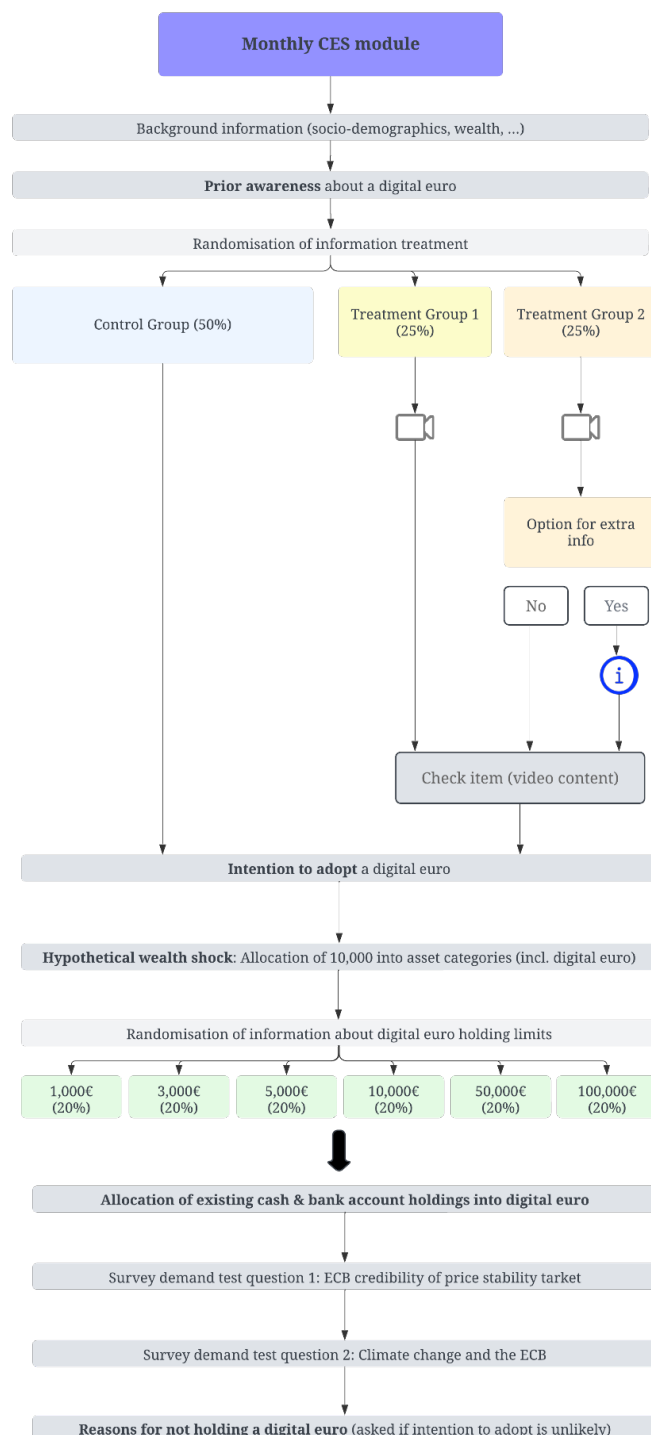 Monthly CES module
Background information (socio-demographics, wealth, ...)
Prior awareness about a digital euro
Randomisation of information treatment
Control Group (50%)
Treatment Group 1
(25%)
Treatment Group 2
(25%)
Option for extra
info
No
Yes
i
Check item (video content)
Intention to adopt a digital euro
Hypothetical wealth shock: Allocation of 10,000 into asset categories (incl. digital euro)
Randomisation of information about digital euro holding limits
1,000€
(20%)
3,000€
(20%)
5,000€
(20%)
10,000€
(20%)
50,000€
(20%)
100,000€
(20%)
Allocation of existing cash & bank account holdings into digital euro
Survey demand test question 1: ECB credibility of price stability tarket
Survey demand test question 2: Climate change and the ECB
Reasons for not holding a digital euro (asked if intention to adopt is unlikely)